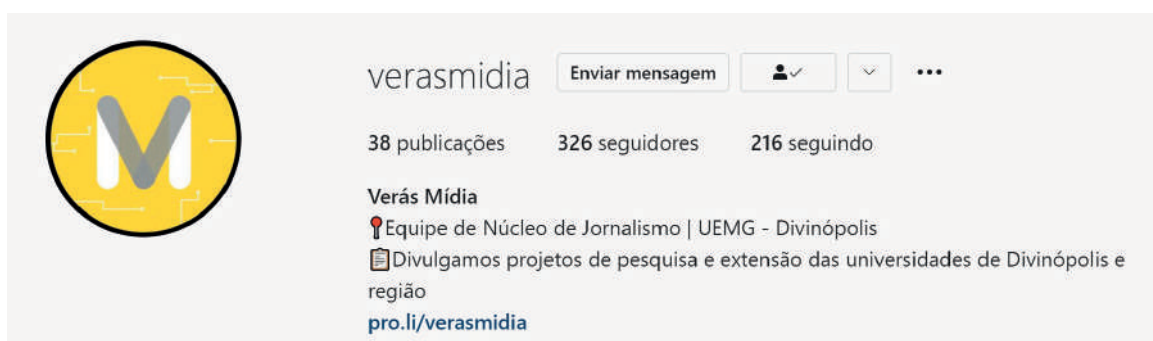 verasmidia Enviar mensagem
38 publicações 326 seguidores 216 seguindo
Verás Mídia
Equipe de Núcleo de Jornalismo | UEMG - Divinópolis
Divulgamos projetos de pesquisa e extensão das universidades de Divinópolis e
região
pro.li/verasmidia